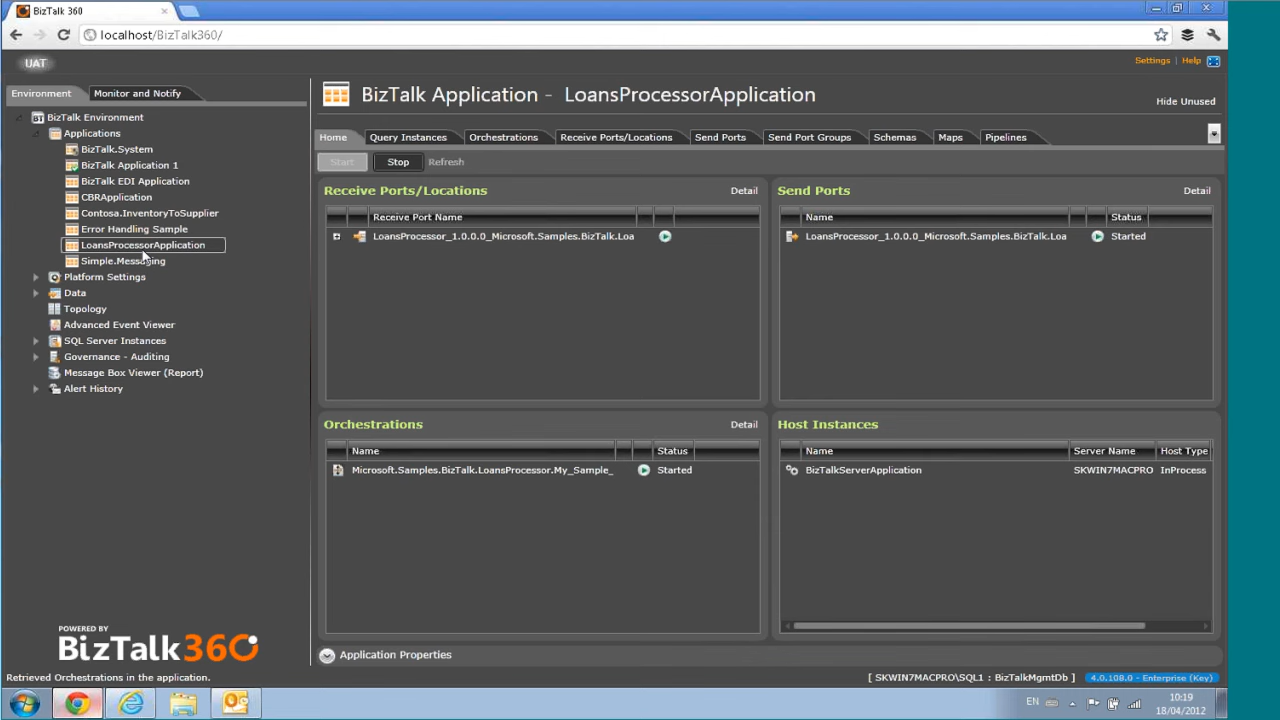 BizTalk 360
localhost/BizTalk360/
UAT
Settings | Help
Environment
Monitor and Notify
BizTalk Application - LoansProcessorApplication
Hide Unused
BizTalk Environment
Applications
BizTalk.System
BizTalk Application 1
BizTalk EDI Application
CBRApplication
Contosa.InventoryToSupplier
Error Handling Sample
LoansProcessorApplication
Simple.Messaging
Platform Settings
Data
Topology
Advanced Event Viewer
SQL Server Instances
Governance - Auditing
Message Box Viewer (Report)
Alert History
Home
Query Instances
Orchestrations
Receive Ports/Locations
Send Ports
Send Port Groups
Schemas
Maps
Pipelines
Start
Stop
Refresh
Receive Ports/Locations
Detail
Receive Port Name
LoansProcessor_1.0.0.0_Microsoft.Samples.BizTalk.Loa
Send Ports
Detail
Name
Status
LoansProcessor_1.0.0.0_Microsoft.Samples.BizTalk.Loa
Started
Orchestrations
Detail
Name
Status
Microsoft.Samples.BizTalk.LoansProcessor.My_Sample_
Started
Host Instances
Name
Server Name
Host Type
BizTalkServerApplication
SKWIN7MACPRO
InProcess
POWERED BY
BizTalk360
Application Properties
Retrieved Orchestrations in the application.
[ SKWIN7MACPRO\SQL1 : BizTalkMgmtDb ]
4.0.108.0 - Enterprise (Key)
EN
10:19
18/04/2012